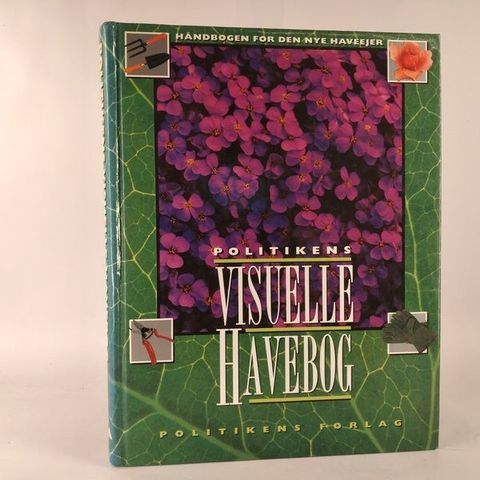 HÅNDBOGEN FOR DEN NYE HAVEEJER
POLITIKENS
VISUELLE
HAVEBOG
POLITIKENS FORLAG